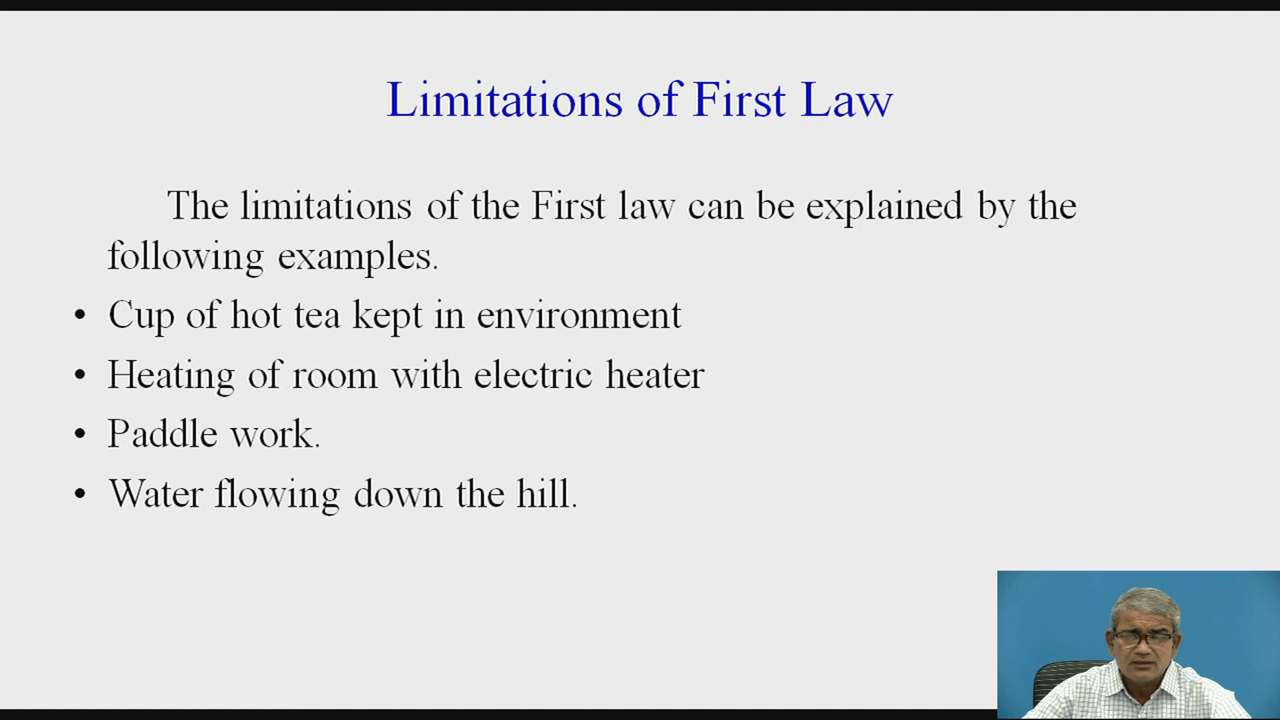 Limitations of First Law
The limitations of the First law can be explained by the
following examples.
• Cup of hot tea kept in environment
• Heating of room with electric heater
• Paddle work.
• Water flowing down the hill.